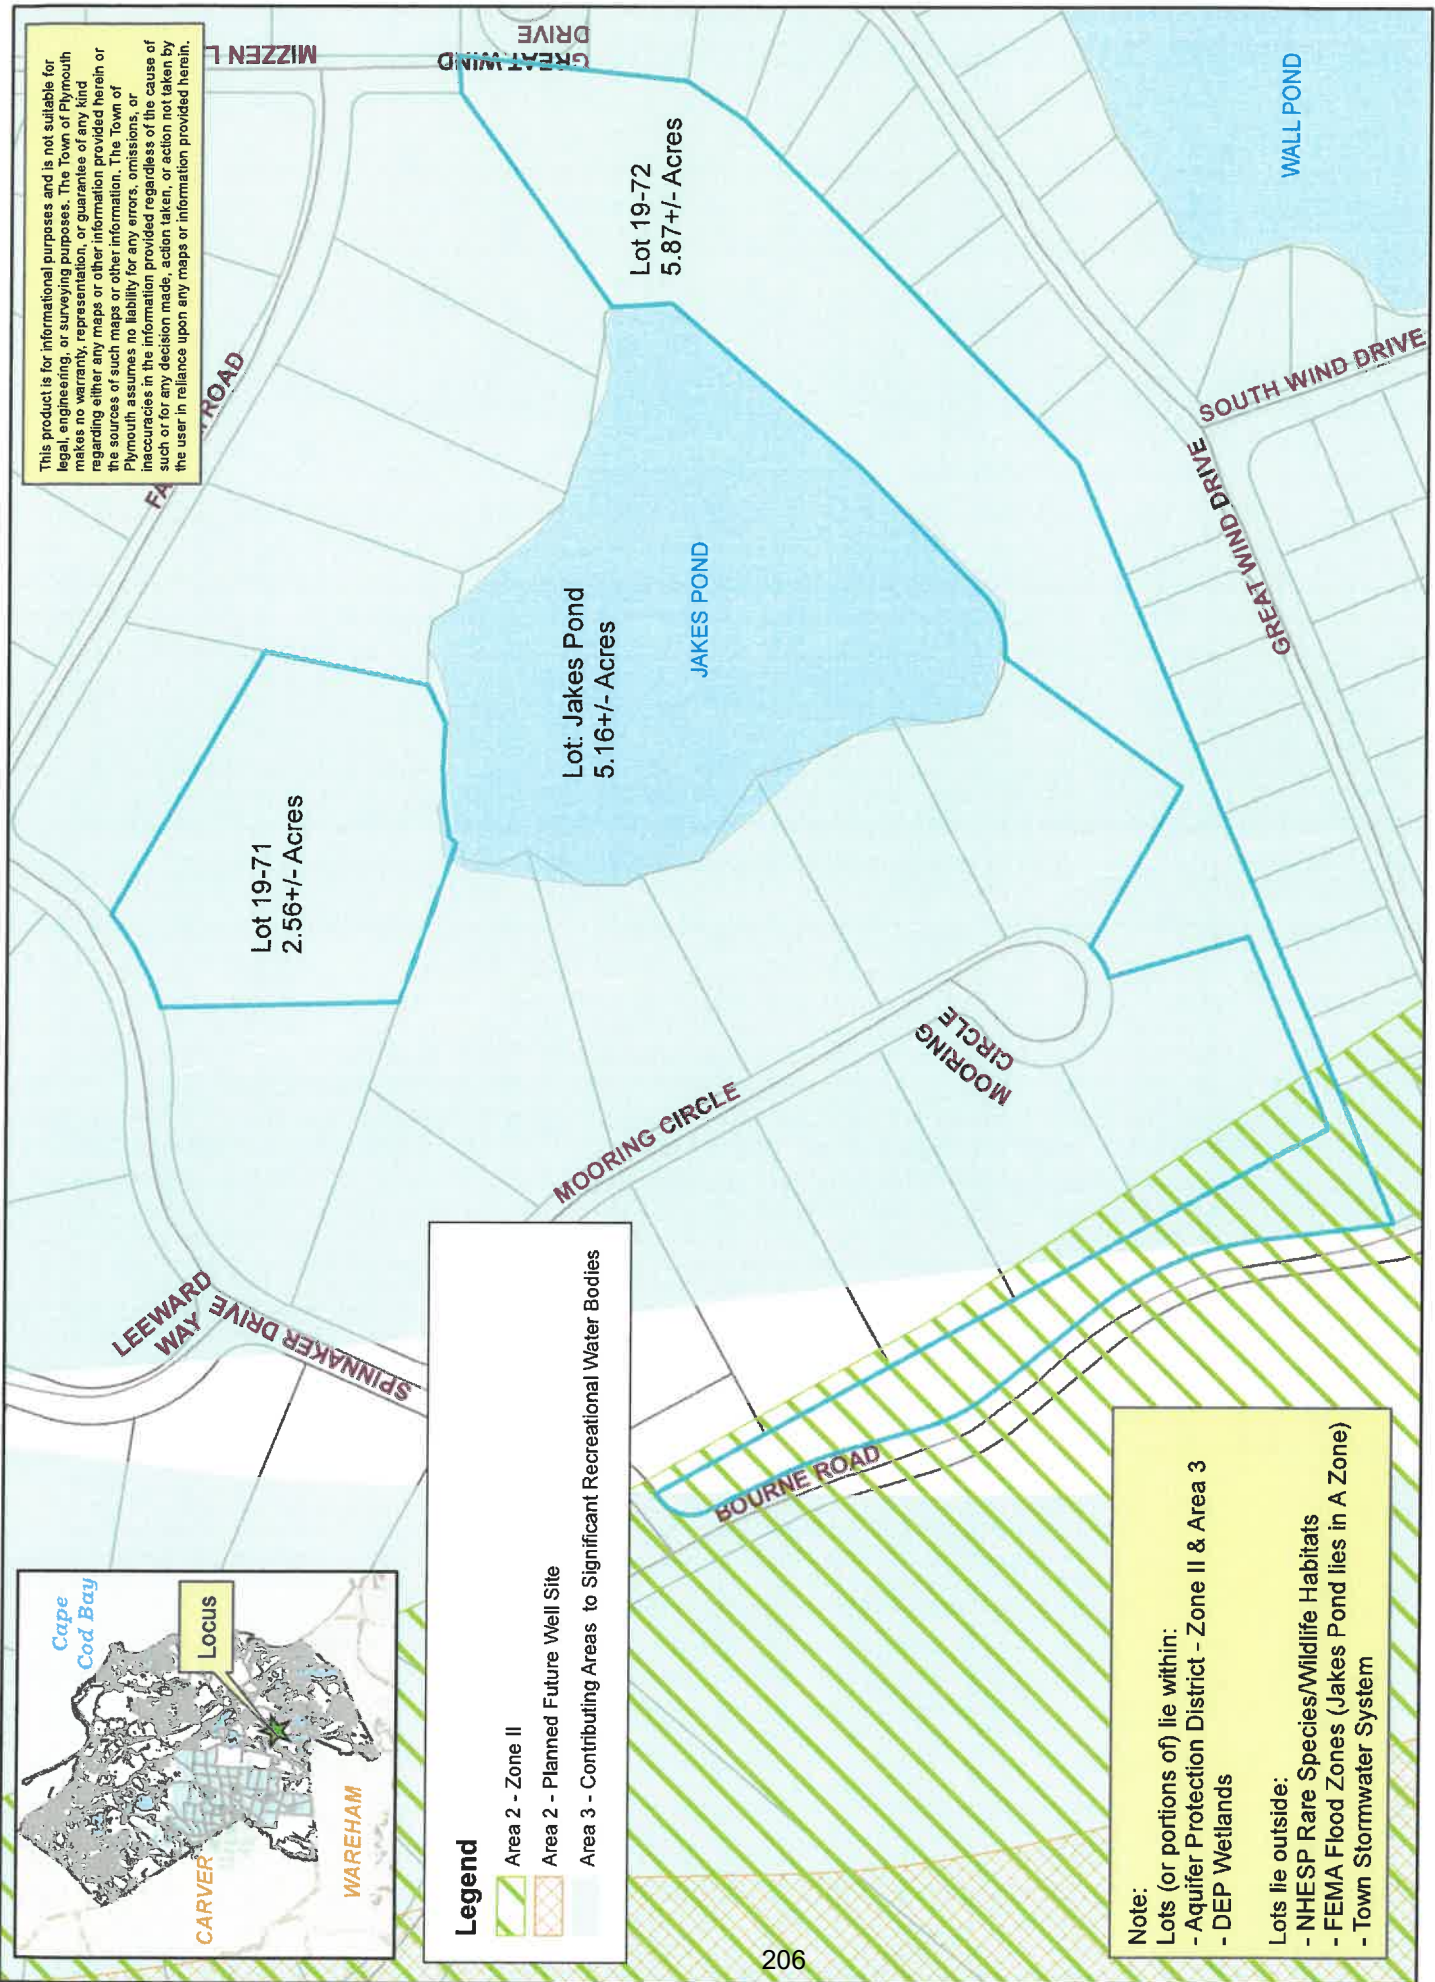 This product is for informational purposes and is not suitable for
legal, engineering, or surveying purposes. The Town of Plymouth
makes no warranty, representation, or guarantee of any kind
regarding either any maps or other information provided herein or
the sources of such maps or other information. The Town of
Plymouth assumes no liability for any errors, omissions, or
inaccuracies in the information provided regardless of the cause of
such or for any decision made, action taken, or action not taken by
the user in reliance upon any maps or information provided herein.
Cape
Cod Bay
Locus
CARVER
WAREHAM
LEEWARD
WAY
SPINNAKER DRIVE
FA
ROAD
MIZZEN L
GREAT WIND
DRIVE
Lot 19-71
2.56+/- Acres
Lot 19-72
5.87+/- Acres
Lot: Jakes Pond
5.16+/- Acres
JAKES POND
WALL POND
MOORING CIRCLE
MOORING
CIRCLE
BOURNE ROAD
GREAT WIND DRIVE
SOUTH WIND DRIVE
Legend
Area 2 - Zone II
Area 2 - Planned Future Well Site
Area 3 - Contributing Areas to Significant Recreational Water Bodies
Note:
Lots (or portions of) lie within:
- Aquifer Protection District - Zone II & Area 3
- DEP Wetlands
Lots lie outside:
- NHESP Rare Species/Wildlife Habitats
- FEMA Flood Zones (Jakes Pond lies in A Zone)
- Town Stormwater System
206